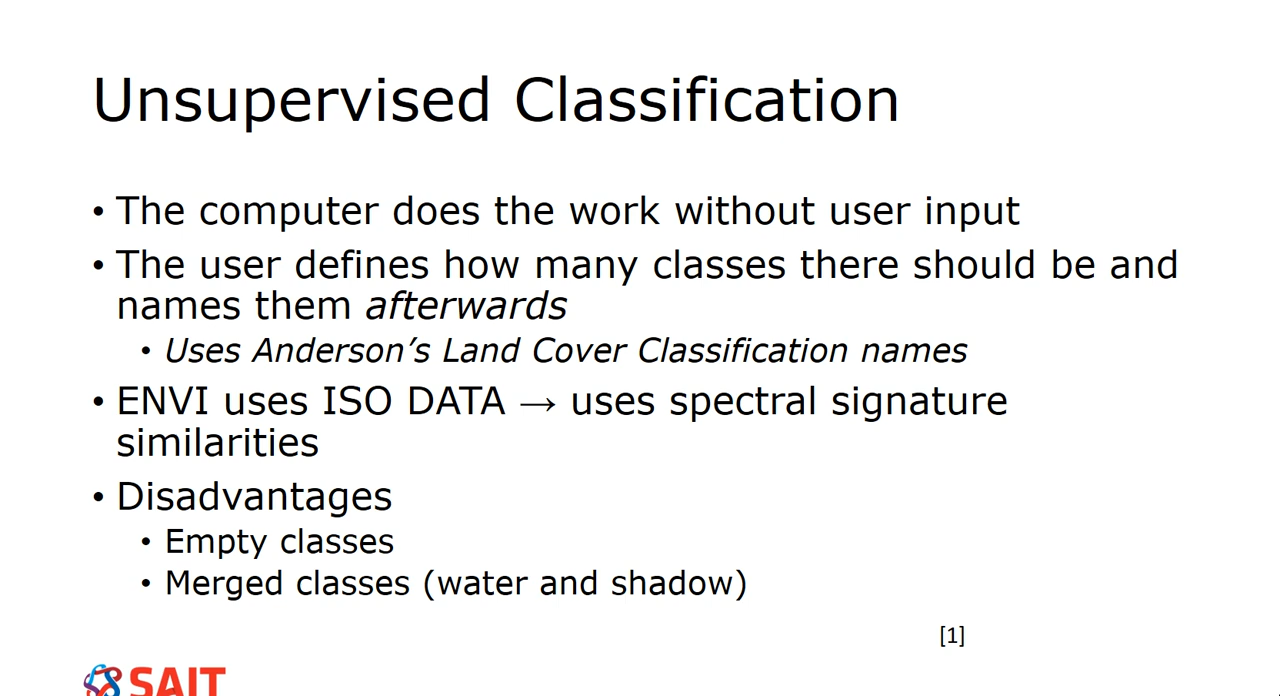 Unsupervised Classification
• The computer does the work without user input
• The user defines how many classes there should be and
names them afterwards
• Uses Anderson’s Land Cover Classification names
• ENVI uses ISO DATA → uses spectral signature
similarities
• Disadvantages
• Empty classes
• Merged classes (water and shadow)
[1]
SAIT